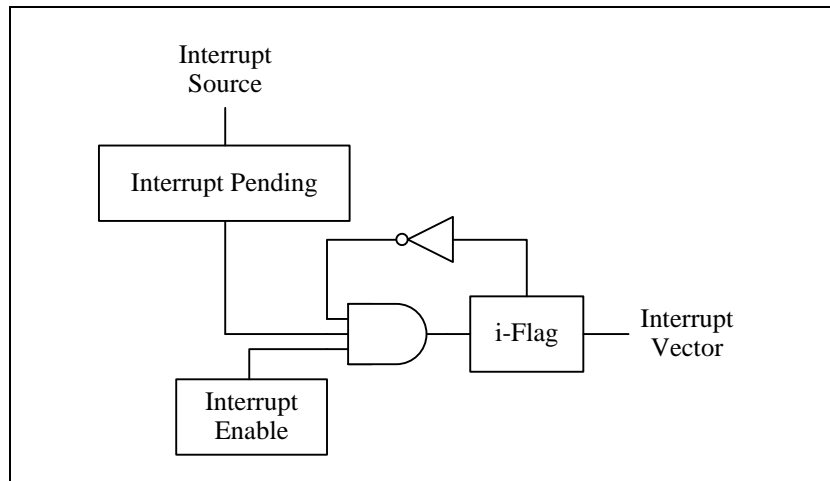 Interrupt
Source
Interrupt Pending
i-Flag
Interrupt
Vector
Interrupt
Enable